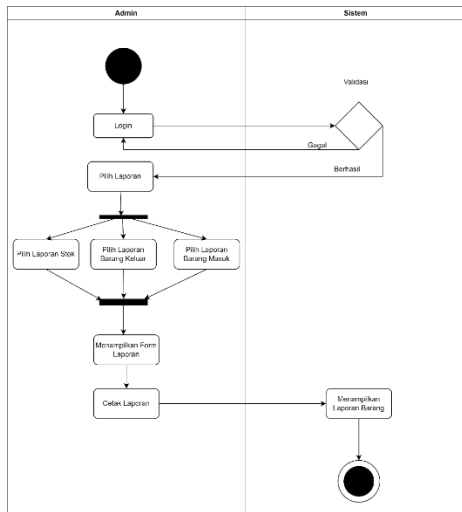 Admin
Sistem
Validasi
Login
Gagal
Berhasil
Pilih Laporan
Pilih Laporan Stok
Pilih Laporan
Barang Keluar
Pilih Laporan
Barang Masuk
Menampilkan Form
Laporan
Cetak Laporan
Menampilkan
Laporan Barang